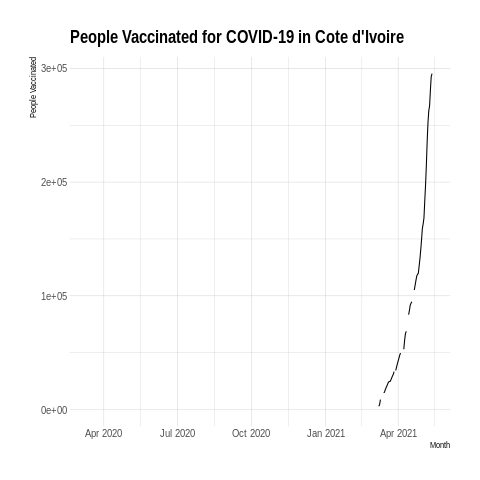 People Vaccinated for COVID-19 in Cote d'Ivoire
People Vaccinated
3e+05
2e+05
1e+05
0e+00
Apr 2020 Jul 2020 Oct 2020 Jan 2021 Apr 2021
Month